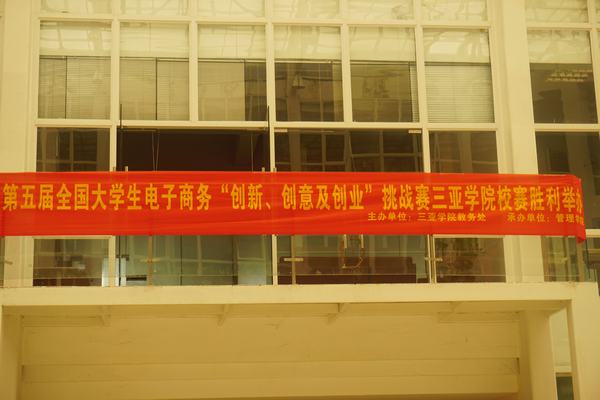 第五届全国大学生电子商务“创新、创意及创业”挑战赛三亚学院校赛胜利举办
主办单位：三亚学院教务处 承办单位：管理学